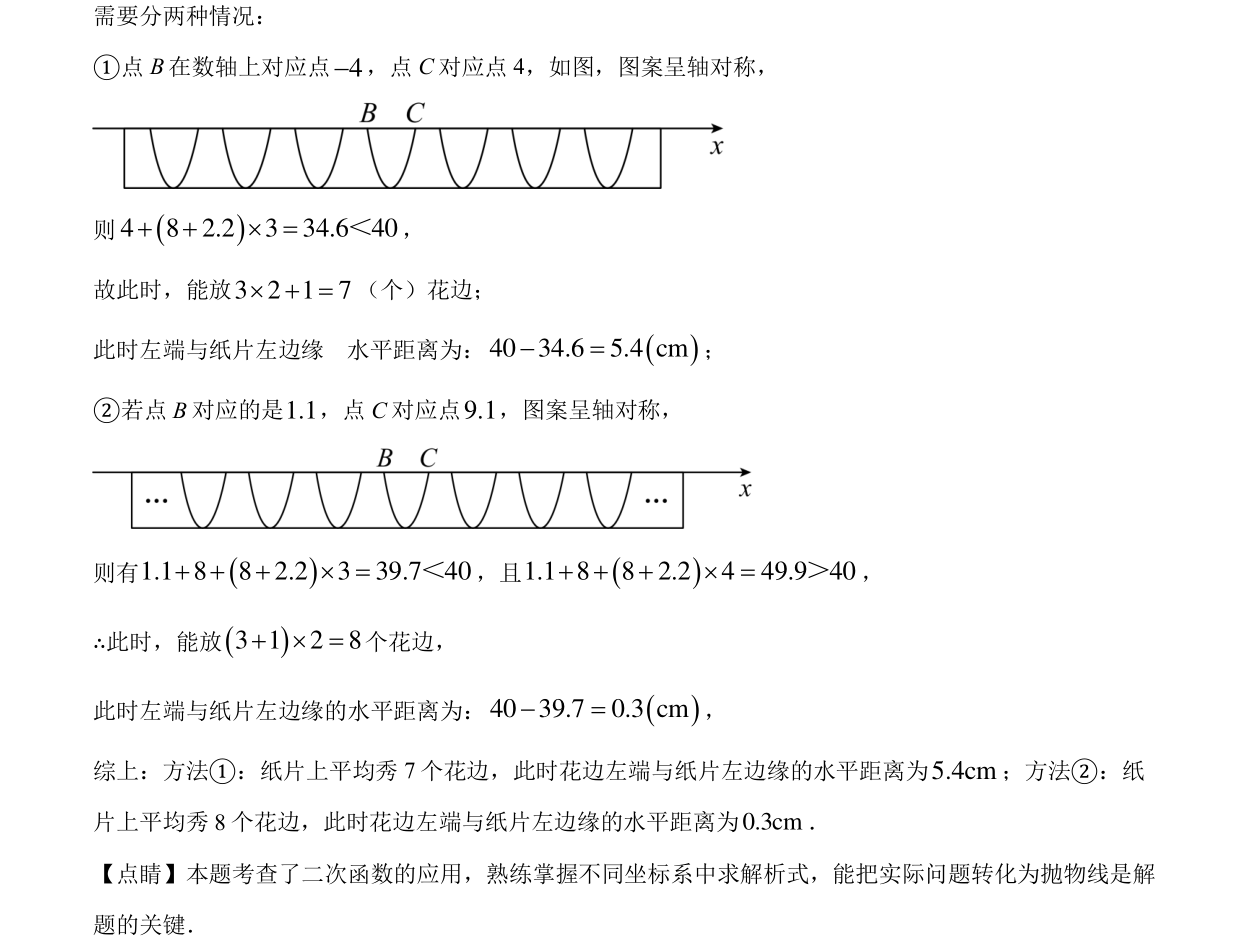 需要分两种情况：
①点 B 在数轴上对应点 –4，点 C 对应点 4，如图，图案呈轴对称，
B C
x
则 4+(8+2.2)×3=34.6<40，
故此时，能放 3×2+1=7（个）花边；
此时左端与纸片左边缘 水平距离为：40−34.6=5.4(cm)；
②若点 B 对应的是1.1，点 C 对应点9.1，图案呈轴对称，
B C
... ...
x
则有1.1+8+(8+2.2)×3=39.7<40，且1.1+8+(8+2.2)×4=49.9>40，
∴此时，能放(3+1)×2=8个花边，
此时左端与纸片左边缘的水平距离为：40−39.7=0.3(cm)，
综上：方法①：纸片上平均秀 7 个花边，此时花边左端与纸片左边缘的水平距离为5.4cm；方法②：纸
片上平均秀 8 个花边，此时花边左端与纸片左边缘的水平距离为0.3cm．
【点睛】本题考查了二次函数的应用，熟练掌握不同坐标系中求解析式，能把实际问题转化为抛物线是解
题的关键．